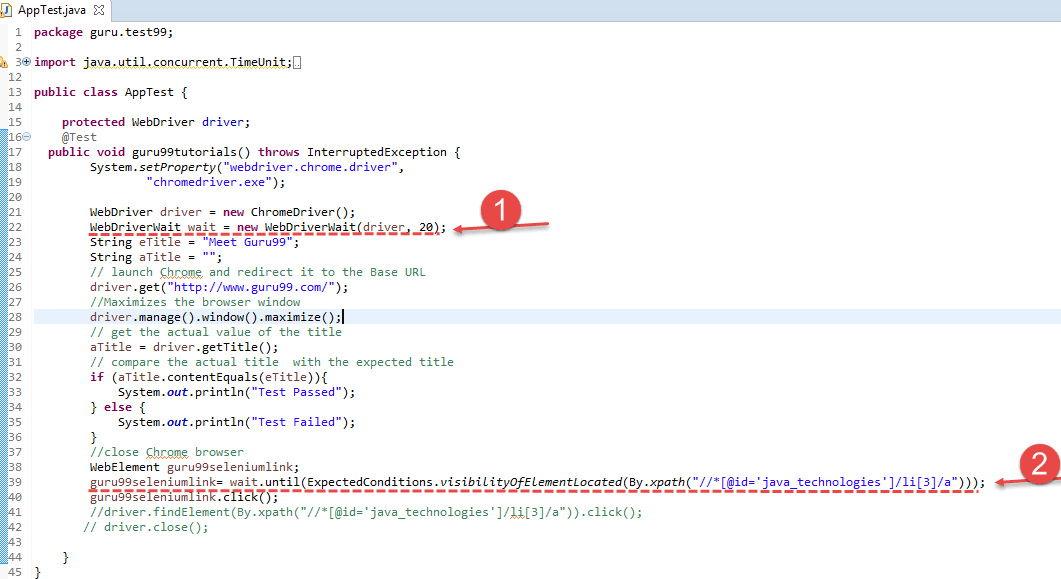 AppTest.java
1 package guru.test99;
2
3 import java.util.concurrent.TimeUnit;
12
13 public class AppTest {
14
15     protected WebDriver driver;
16     @Test
17   public void guru99tutorials() throws InterruptedException {
18         System.setProperty("webdriver.chrome.driver",
19                 "chromedriver.exe");
20
21         WebDriver driver = new ChromeDriver();
1
22         WebDriverWait wait = new WebDriverWait(driver, 20);
23         String eTitle = "Meet Guru99";
24         String aTitle = "";
25         // launch Chrome and redirect it to the Base URL
26         driver.get("http://www.guru99.com/");
27         //Maximizes the browser window
28         driver.manage().window().maximize();
29         // get the actual value of the title
30         aTitle = driver.getTitle();
31         // compare the actual title  with the expected title
32         if (aTitle.contentEquals(eTitle)){
33             System.out.println("Test Passed");
34         } else {
35             System.out.println("Test Failed");
36         }
37         //close Chrome browser
38         WebElement guru99seleniumlink;
2
39         guru99seleniumlink= wait.until(ExpectedConditions.visibilityOfElementLocated(By.xpath("//*[@id='java_technologies']/li[3]/a")));
40         guru99seleniumlink.click();
41         //driver.findElement(By.xpath("//*[@id='java_technologies']/li[3]/a")).click();
42        // driver.close();
43
44     }
45 }